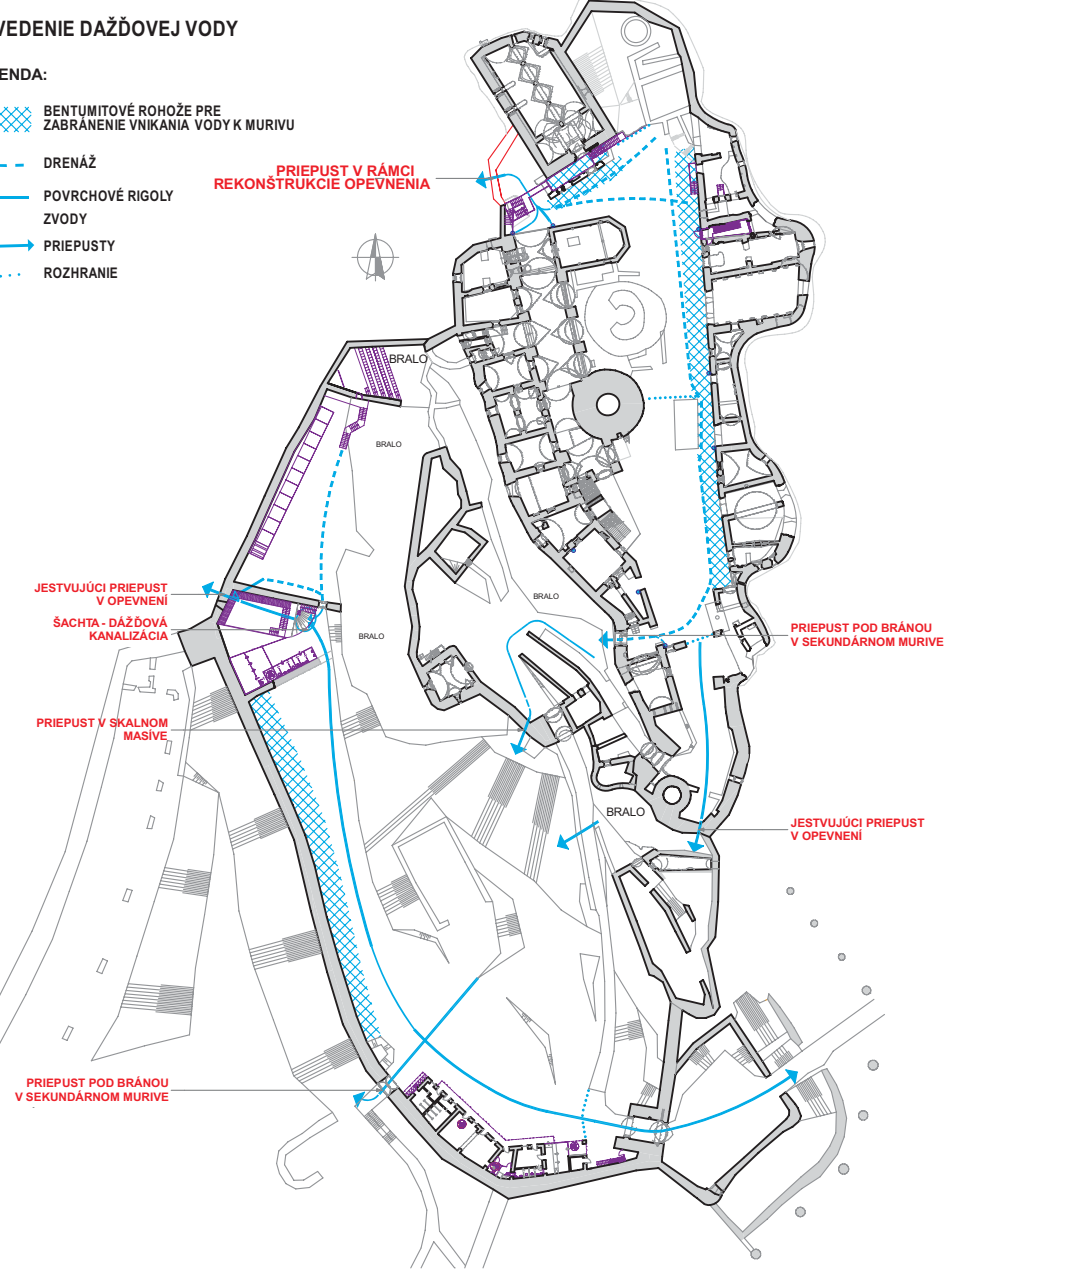 VEDENIE DAŽĎOVEJ VODY
ENDA:
BENTUMITOVÉ ROHOŽE PRE
ZABRÁNENIE VNIKANIA VODY K MURIVU
DRENÁŽ
POVRCHOVÉ RIGOLY
ZVODY
PRIEPUSTY
ROZHRANIE
PRIEPUST V RÁMCI
REKONŠTRUKCIE OPEVNENIA
BRALO
BRALO
JESTVUJÚCI PRIEPUST
V OPEVNENÍ
ŠACHTA - DÁŽĎOVÁ
KANALIZÁCIA
BRALO
BRALO
PRIEPUST POD BRÁNOU
V SEKUNDÁRNOM MURIVE
PRIEPUST V SKALNOM
MASÍVE
BRALO
JESTVUJÚCI PRIEPUST
V OPEVNENÍ
PRIEPUST POD BRÁNOU
V SEKUNDÁRNOM MURIVE